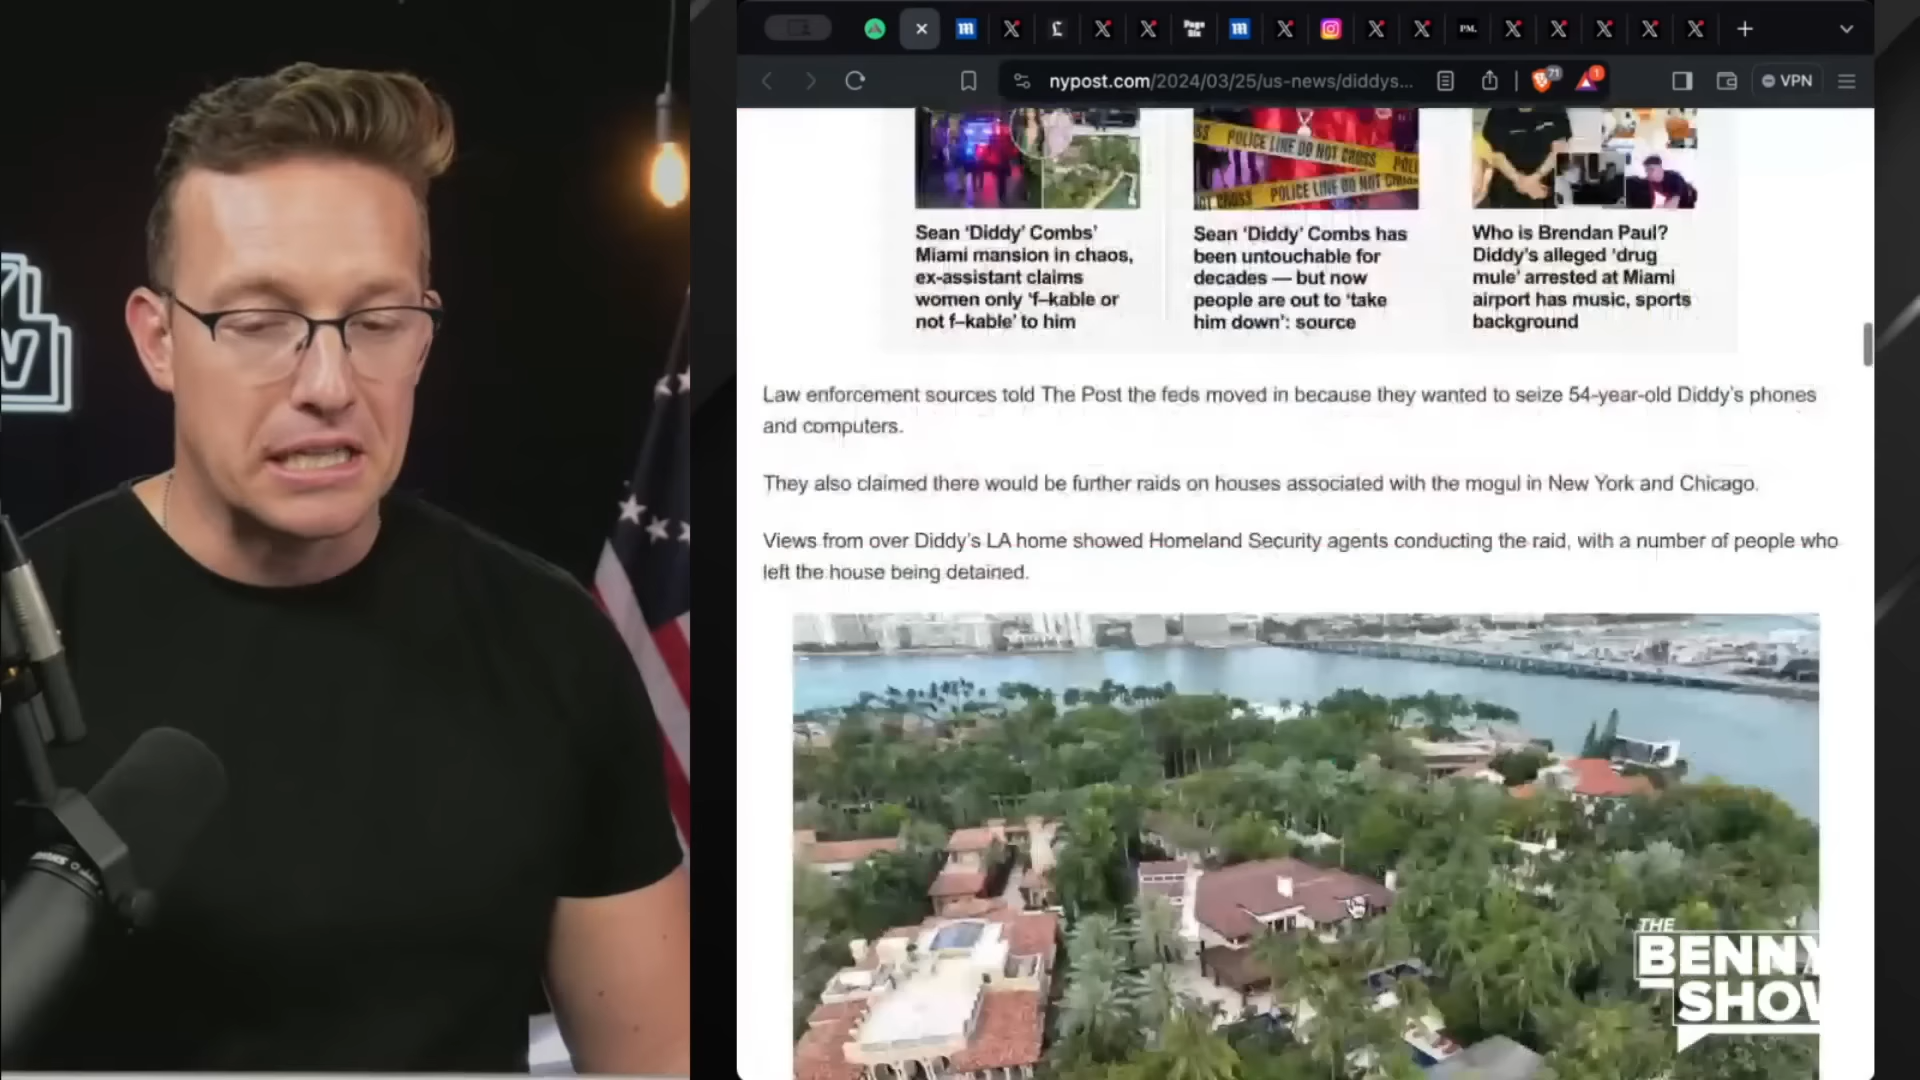 nypost.com/2024/03/25/us-news/diddys...
71
1
VPN
Page
Six
PM.
POLICE LINE DO NOT CROSS
POLICE LINE DO NOT
Sean ‘Diddy’ Combs’
Miami mansion in chaos,
ex-assistant claims
women only ‘f–kable or
not f–kable’ to him
Sean ‘Diddy’ Combs has
been untouchable for
decades — but now
people are out to ‘take
him down’: source
Who is Brendan Paul?
Diddy’s alleged ‘drug
mule’ arrested at Miami
airport has music, sports
background
Law enforcement sources told The Post the feds moved in because they wanted to seize 54-year-old Diddy’s phones
and computers.
They also claimed there would be further raids on houses associated with the mogul in New York and Chicago.
Views from over Diddy’s LA home showed Homeland Security agents conducting the raid, with a number of people who
left the house being detained.
THE
BENNY
SHOW